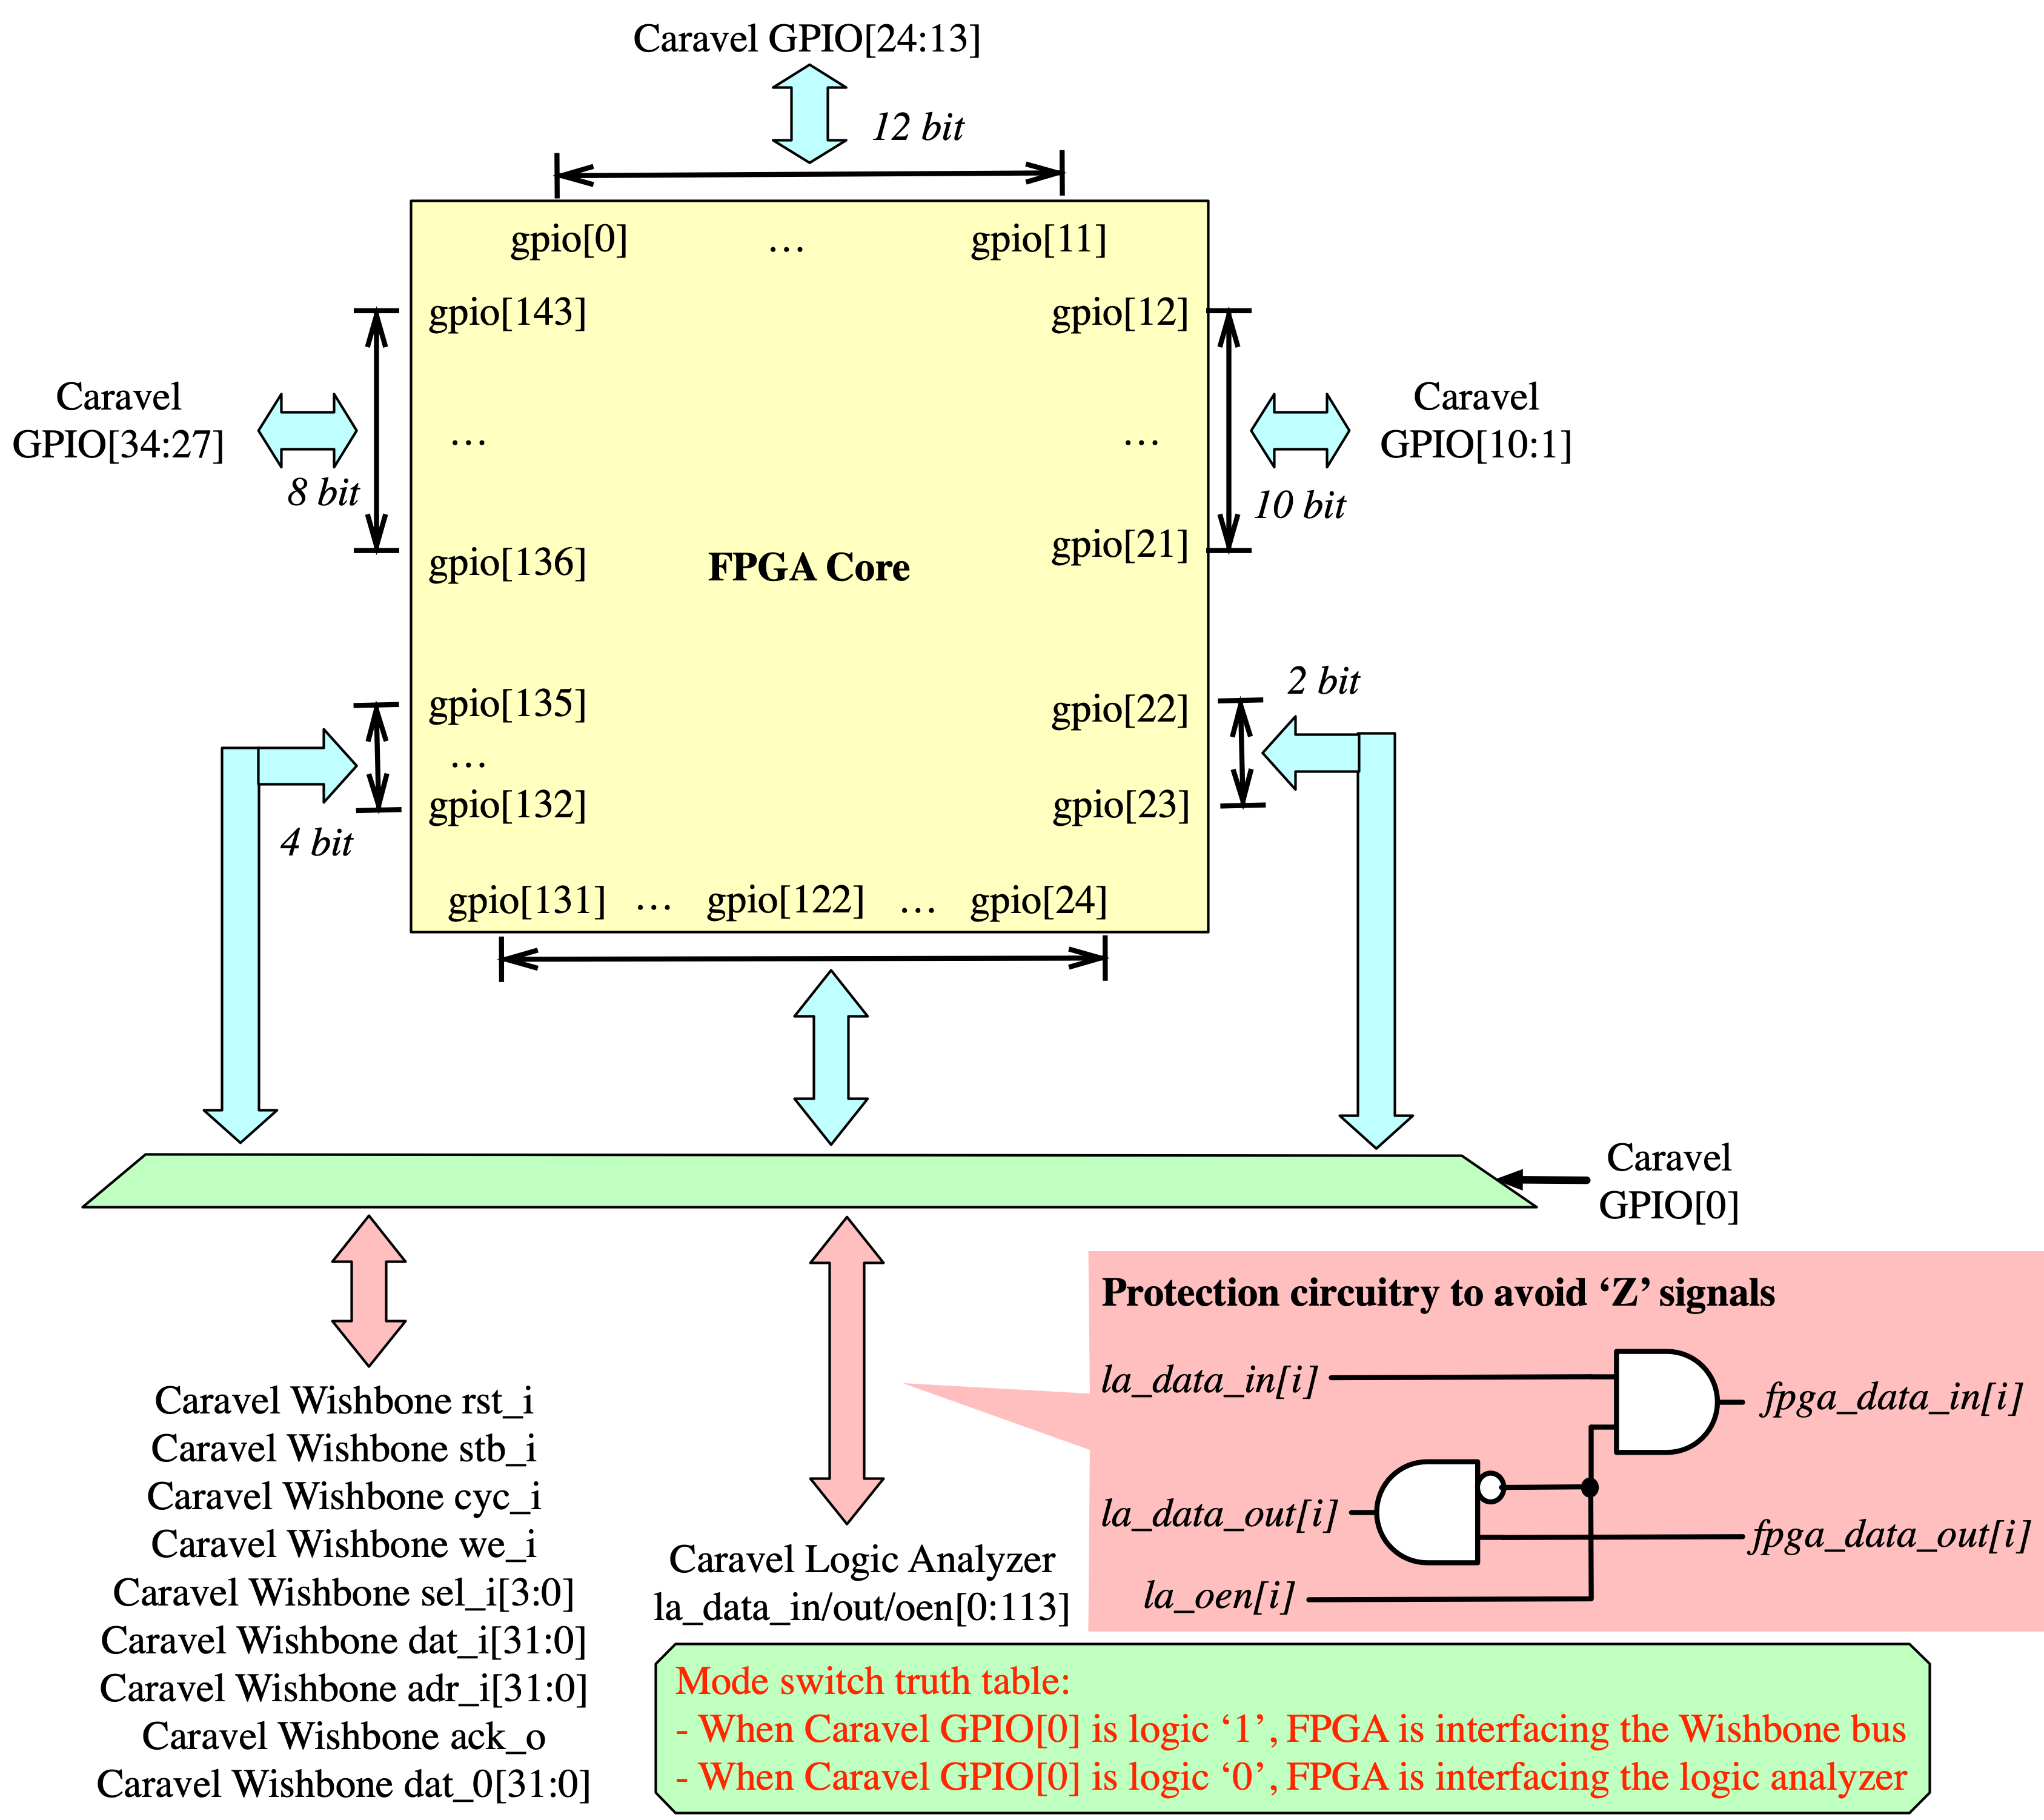 Caravel GPIO[24:13]
12 bit
gpio[0] … gpio[11]
gpio[143]
gpio[12]
Caravel
GPIO[34:27]
8 bit
…
…
Caravel
GPIO[10:1]
10 bit
gpio[136]
FPGA Core
gpio[21]
gpio[135]
…
gpio[132]
4 bit
2 bit
gpio[22]
gpio[23]
gpio[131] … gpio[122] … gpio[24]
Caravel
GPIO[0]
Caravel Wishbone rst_i
Caravel Wishbone stb_i
Caravel Wishbone cyc_i
Caravel Wishbone we_i
Caravel Wishbone sel_i[3:0]
Caravel Wishbone dat_i[31:0]
Caravel Wishbone adr_i[31:0]
Caravel Wishbone ack_o
Caravel Wishbone dat_0[31:0]
Caravel Logic Analyzer
la_data_in/out/oen[0:113]
Protection circuitry to avoid ‘Z’ signals
la_data_in[i]
fpga_data_in[i]
la_data_out[i]
fpga_data_out[i]
la_oen[i]
Mode switch truth table:
- When Caravel GPIO[0] is logic ‘1’, FPGA is interfacing the Wishbone bus
- When Caravel GPIO[0] is logic ‘0’, FPGA is interfacing the logic analyzer